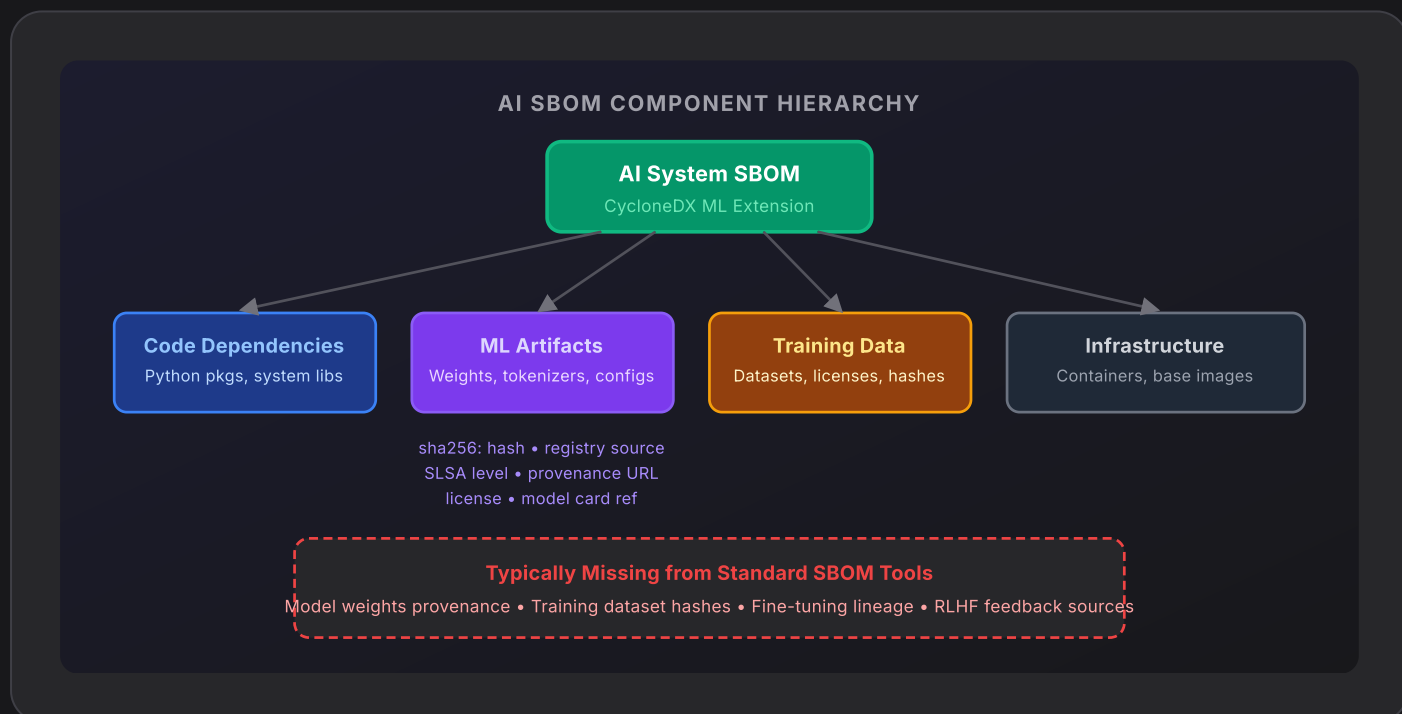 AI SBOM COMPONENT HIERARCHY
AI System SBOM
CycloneDX ML Extension
Code Dependencies
Python pkgs, system libs
ML Artifacts
Weights, tokenizers, configs
Training Data
Datasets, licenses, hashes
Infrastructure
Containers, base images
sha256: hash • registry source
SLSA level • provenance URL
license • model card ref
Typically Missing from Standard SBOM Tools
Model weights provenance • Training dataset hashes • Fine-tuning lineage • RLHF feedback sources